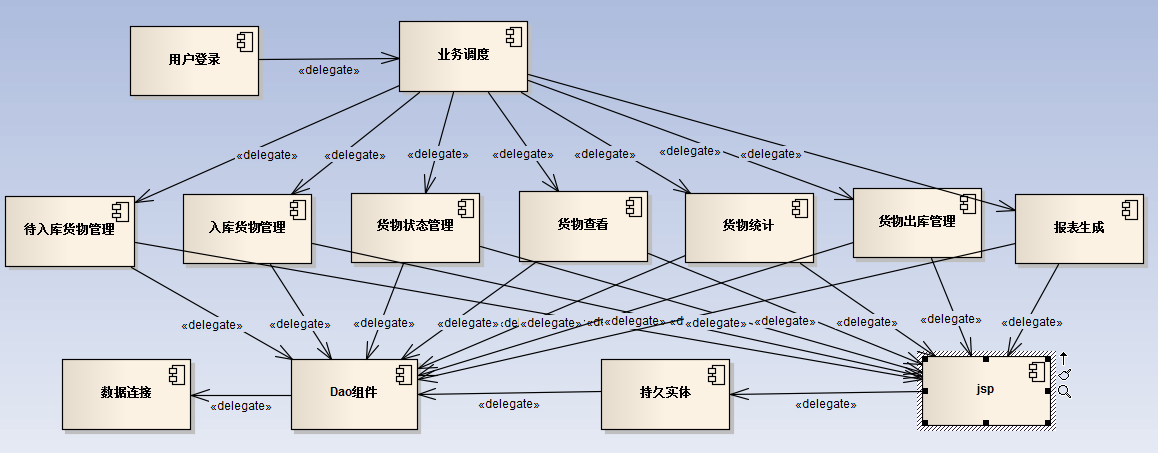 用户登录
«delegate»
业务调度
«delegate»
«delegate»
«delegate»
«delegate»
«delegate»
«delegate»
«delegate»
待入库货物管理
入库货物管理
货物状态管理
货物查看
货物统计
货物出库管理
报表生成
«delegate»
«delegate»
«delegate»
«delegate»
«delegate»
«delegate»
«delegate»
«delegate»
«delegate»
«delegate»
«delegate»
数据连接
«delegate»
Dao组件
«delegate»
持久实体
«delegate»
jsp